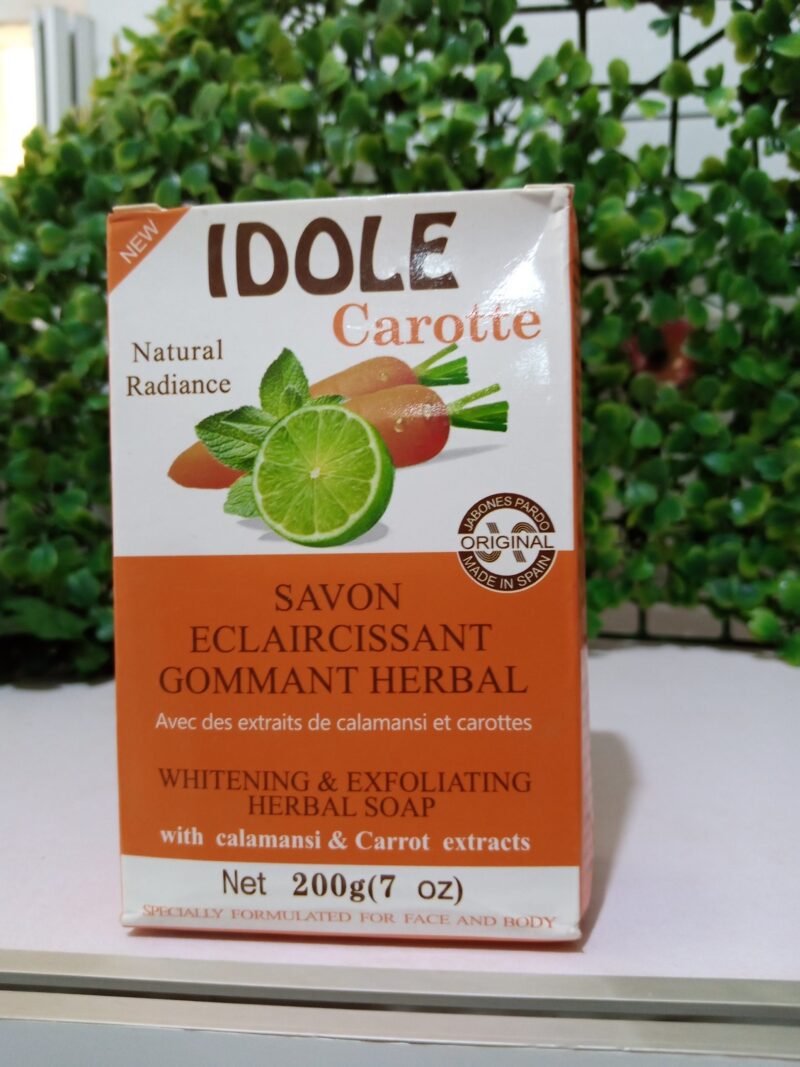 NEW
IDOLE
Carotte
Natural
Radiance
JABONES PARDO
ORIGINAL
MADE IN SPAIN
SAVON
ECLAIRCISSANT
GOMMANT HERBAL
Avec des extraits de calamansi et carottes
WHITENING & EXFOLIATING
HERBAL SOAP
with calamansi & Carrot extracts
Net 200g(7 oz)
SPECIALLY FORMULATED FOR FACE AND BODY